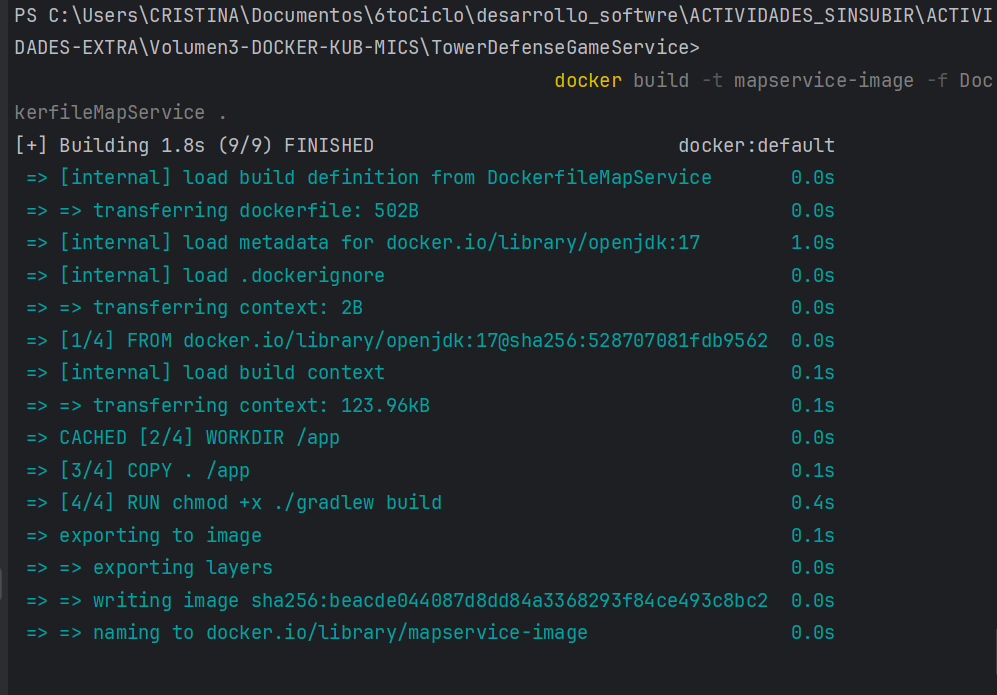 PS C:\Users\CRISTINA\Documentos\6toCiclo\desarrollo_softwre\ACTIVIDADES_SINSUBIR\ACTIVI
DADES-EXTRA\Volumen3-DOCKER-KUB-MICS\TowerDefenseGameService>
docker build -t mapservice-image -f Doc
kerfileMapService .
[+] Building 1.8s (9/9) FINISHED docker:default
=> [internal] load build definition from DockerfileMapService 0.0s
=> => transferring dockerfile: 502B 0.0s
=> [internal] load metadata for docker.io/library/openjdk:17 1.0s
=> [internal] load .dockerignore 0.0s
=> => transferring context: 2B 0.0s
=> [1/4] FROM docker.io/library/openjdk:17@sha256:528707081fdb9562 0.0s
=> [internal] load build context 0.1s
=> => transferring context: 123.96kB 0.1s
=> CACHED [2/4] WORKDIR /app 0.0s
=> [3/4] COPY . /app 0.1s
=> [4/4] RUN chmod +x ./gradlew build 0.4s
=> exporting to image 0.1s
=> => exporting layers 0.0s
=> => writing image sha256:beacde044087d8dd84a3368293f84ce493c8bc2 0.0s
=> => naming to docker.io/library/mapservice-image 0.0s